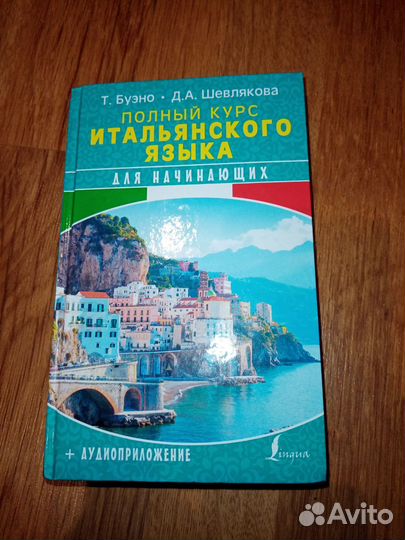 Т. Буэно • Д.А. Шевлякова
ПОЛНЫЙ КУРС
ИТАЛЬЯНСКОГО
ЯЗЫКА
ДЛЯ НАЧИНАЮЩИХ
+ АУДИОПРИЛОЖЕНИЕ
Lingua
Avito